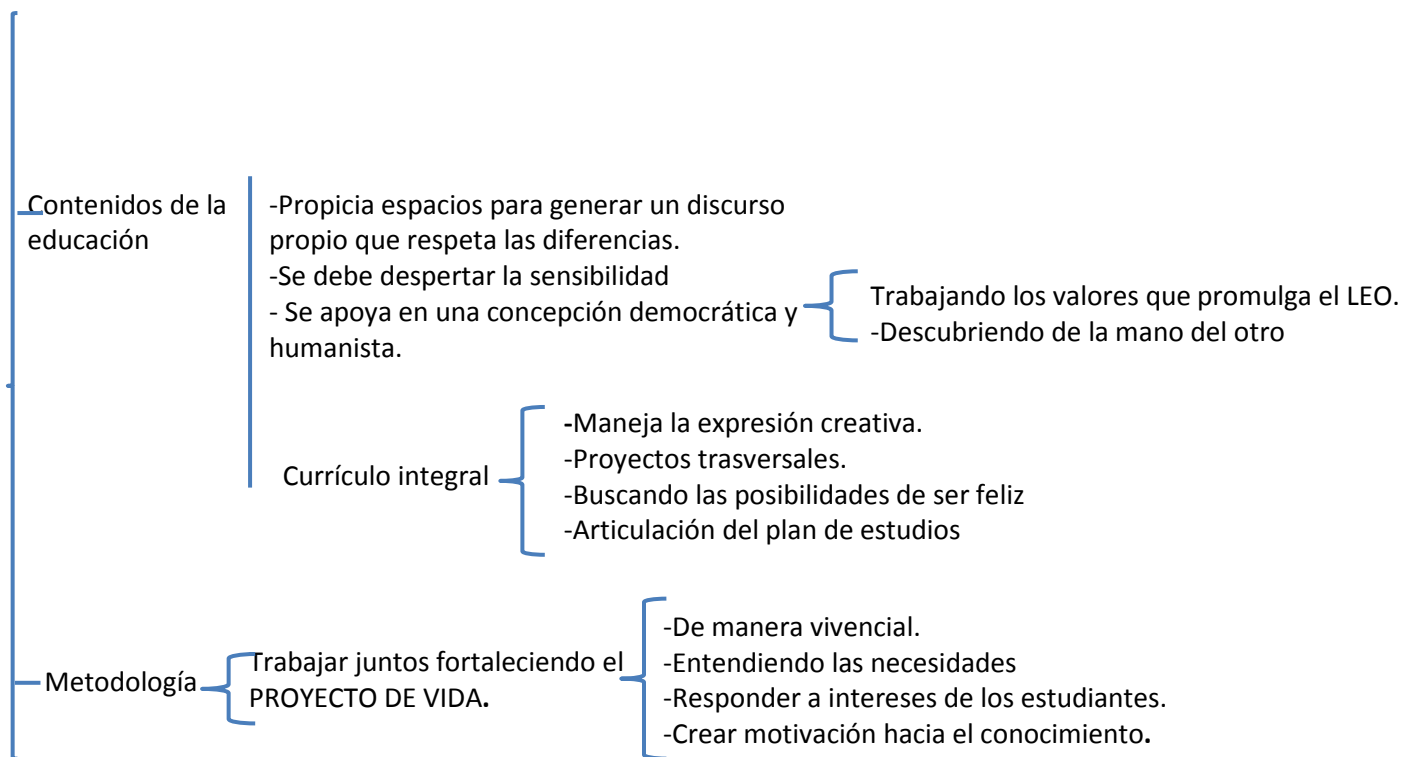 Contenidos de la
educación
-Propicia espacios para generar un discurso
propio que respeta las diferencias.
-Se debe despertar la sensibilidad
- Se apoya en una concepción democrática y
humanista.
Trabajando los valores que promulga el LEO.
-Descubriendo de la mano del otro
Currículo integral
-Maneja la expresión creativa.
-Proyectos trasversales.
-Buscando las posibilidades de ser feliz
-Articulación del plan de estudios
Metodología
Trabajar juntos fortaleciendo el
PROYECTO DE VIDA.
-De manera vivencial.
-Entendiendo las necesidades
-Responder a intereses de los estudiantes.
-Crear motivación hacia el conocimiento.